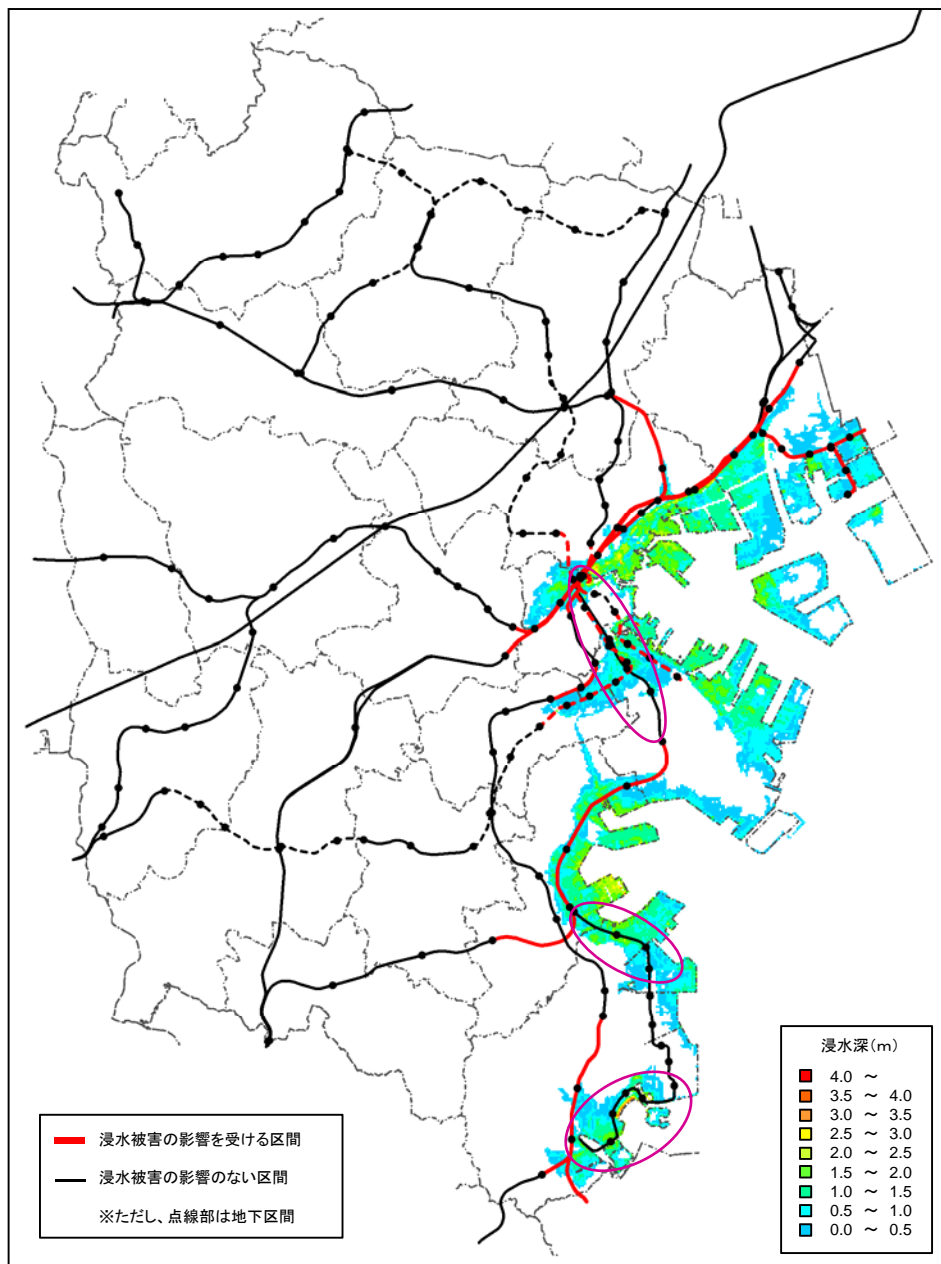 浸水被害の影響を受ける区間
浸水被害の影響のない区間
※ただし、点線部は地下区間
浸水深(m)
4.0 ～
3.5 ～ 4.0
3.0 ～ 3.5
2.5 ～ 3.0
2.0 ～ 2.5
1.5 ～ 2.0
1.0 ～ 1.5
0.5 ～ 1.0
0.0 ～ 0.5